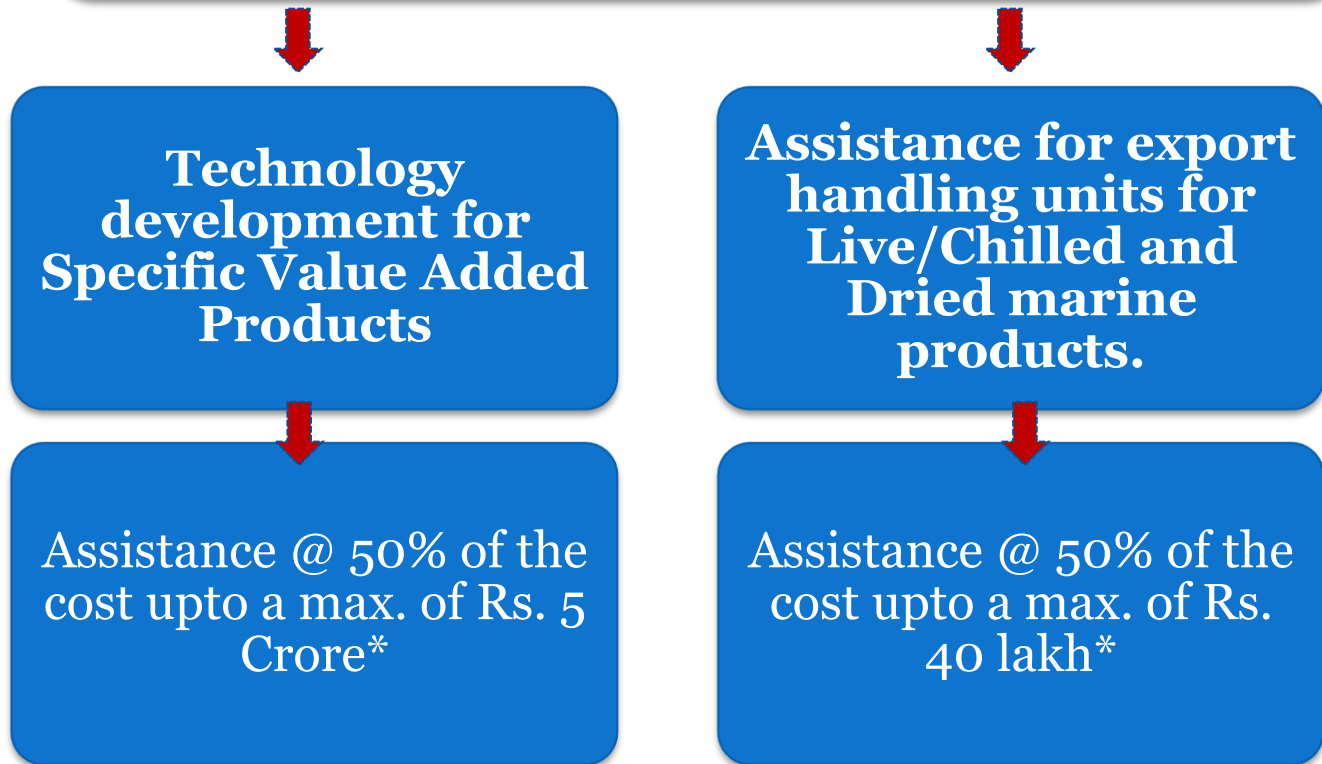 Technology
development for
Specific Value Added
Products
Assistance for export
handling units for
Live/Chilled and
Dried marine
products.
Assistance @ 50% of the
cost upto a max. of Rs. 5
Crore*
Assistance @ 50% of the
cost upto a max. of Rs.
40 lakh*